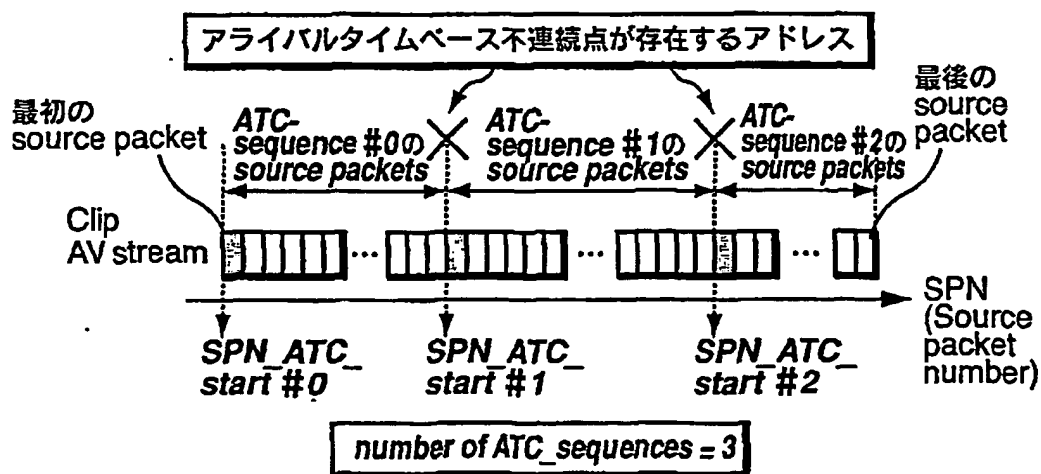 アライバルタイムベース不連続点が存在するアドレス
最初の
source packet
ATC-
sequence #0の
source packets
ATC-
sequence #1の
source packets
ATC-
sequence #2の
source packets
最後の
source
packet
Clip
AV stream
...
...
...
SPN
(Source
packet
number)
SPN_ATC_
start #0
SPN_ATC_
start #1
SPN_ATC_
start #2
number of ATC_sequences = 3